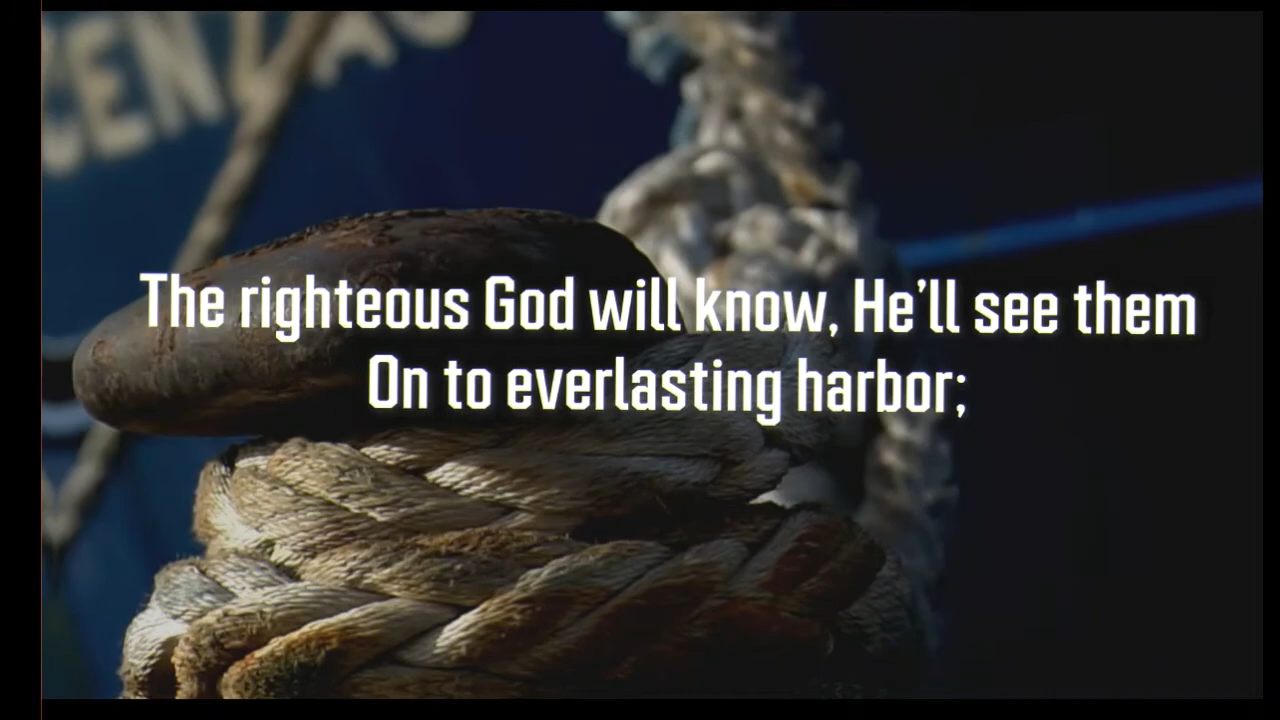 The righteous God will know, He’ll see them
On to everlasting harbor;